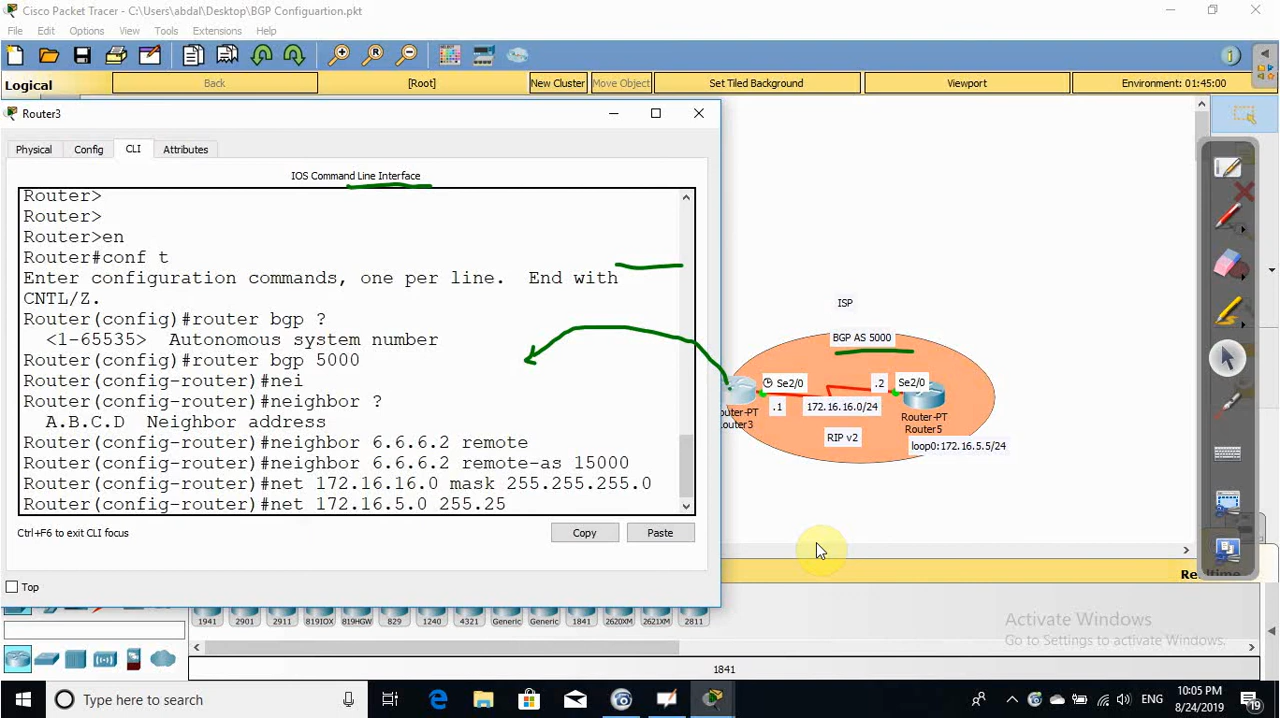 Cisco Packet Tracer - C:\Users\abdal\Desktop\BGP Configuartion.pkt
File Edit Options View Tools Extensions Help
Logical Back [Root] New Cluster Move Object Set Tiled Background Viewport Environment: 01:45:00
Router3
Physical Config CLI Attributes
IOS Command Line Interface
Router>
Router>
Router>en
Router#conf t
Enter configuration commands, one per line. End with
CNTL/Z.
Router(config)#router bgp ?
<1-65535> Autonomous system number
Router(config)#router bgp 5000
Router(config-router)#nei
Router(config-router)#neighbor ?
A.B.C.D Neighbor address
Router(config-router)#neighbor 6.6.6.2 remote
Router(config-router)#neighbor 6.6.6.2 remote-as 15000
Router(config-router)#net 172.16.16.0 mask 255.255.255.0
Router(config-router)#net 172.16.5.0 255.25
Ctrl+F6 to exit CLI focus
Copy Paste
Top
ISP
BGP AS 5000
Se2/0 .2 Se2/0
.1 172.16.16.0/24
outer-PT
outer3
Router-PT
Router5
RIP v2
loop0:172.16.5.5/24
Realtime
1941 2901 2911 819IOX 819HGW 829 1240 4321 Generic Generic 1841 2620XM 2621XM 2811
1841
Activate Windows
Go to Settings to activate Windows.
Type here to search
ENG
10:05 PM
8/24/2019
19